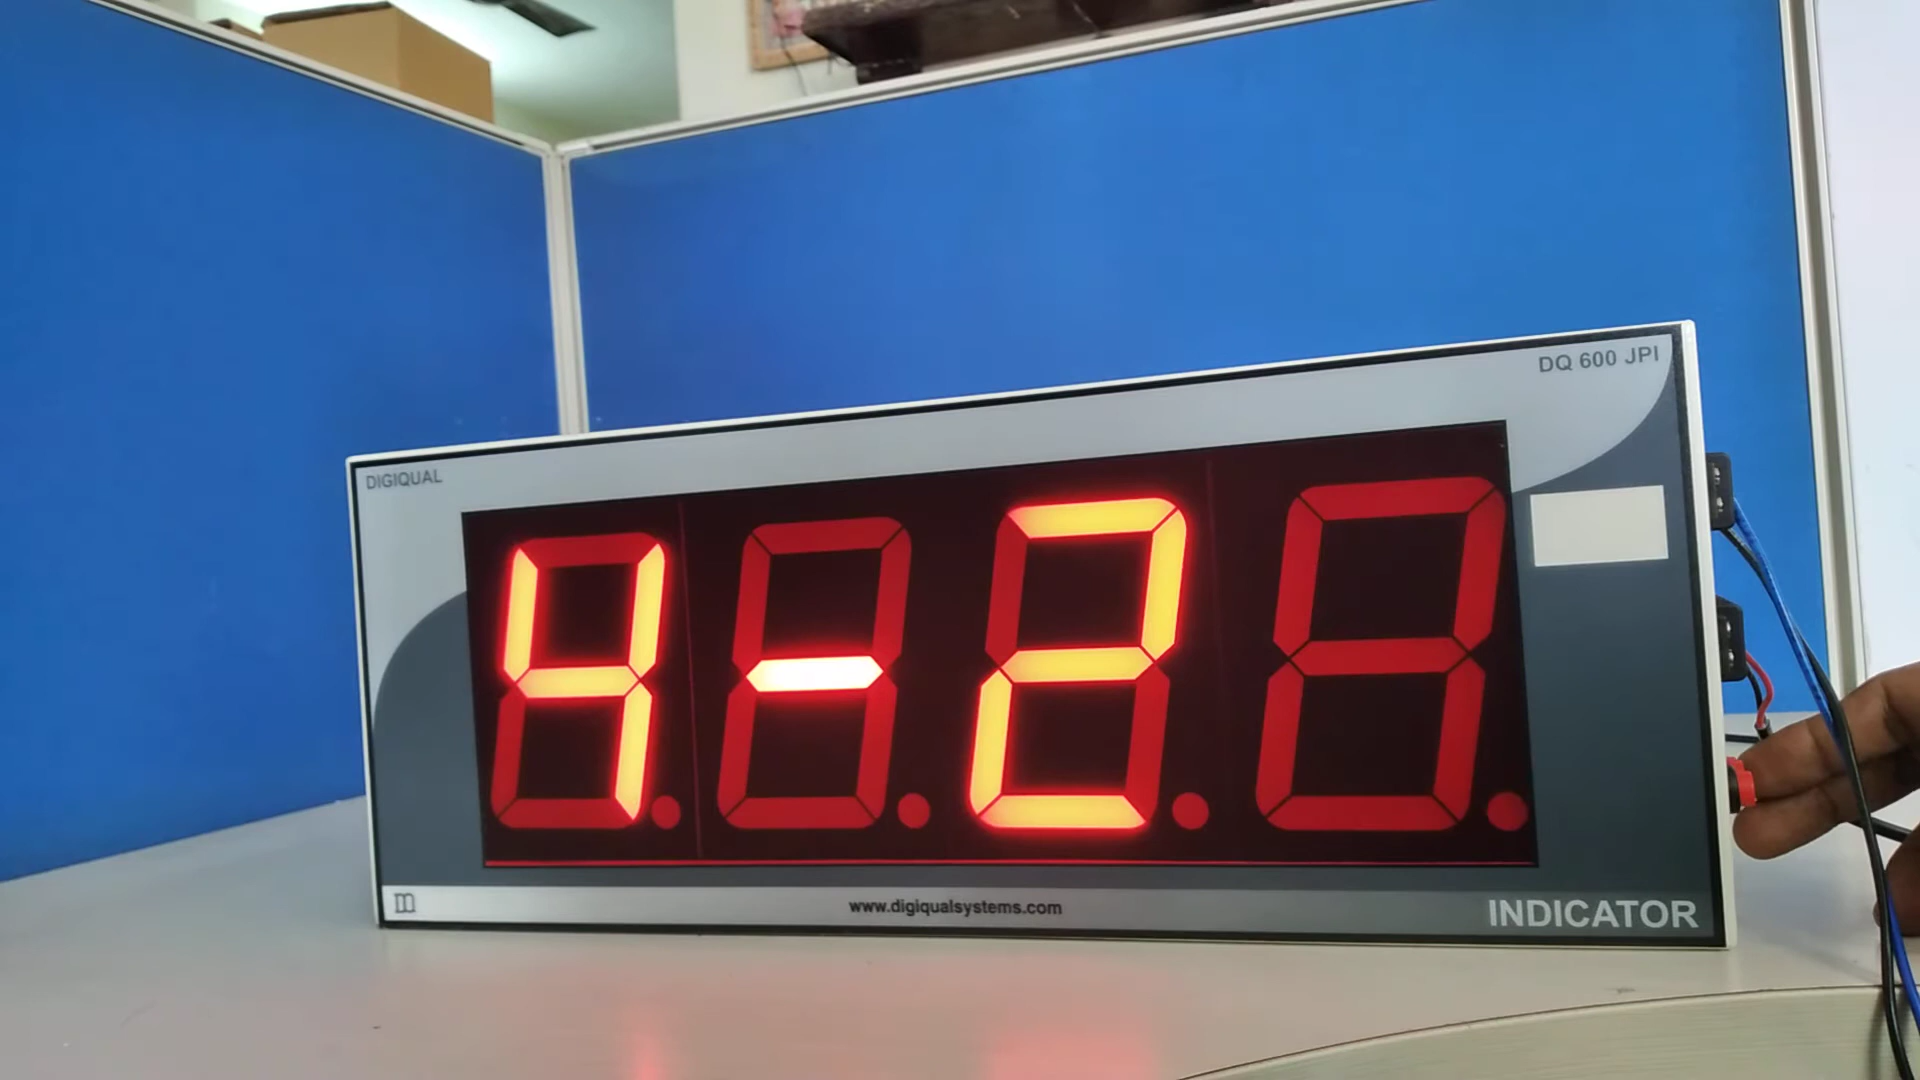 DQ 600 JPI
DIGIQUAL
4-2
www.digiqualsystems.com
INDICATOR